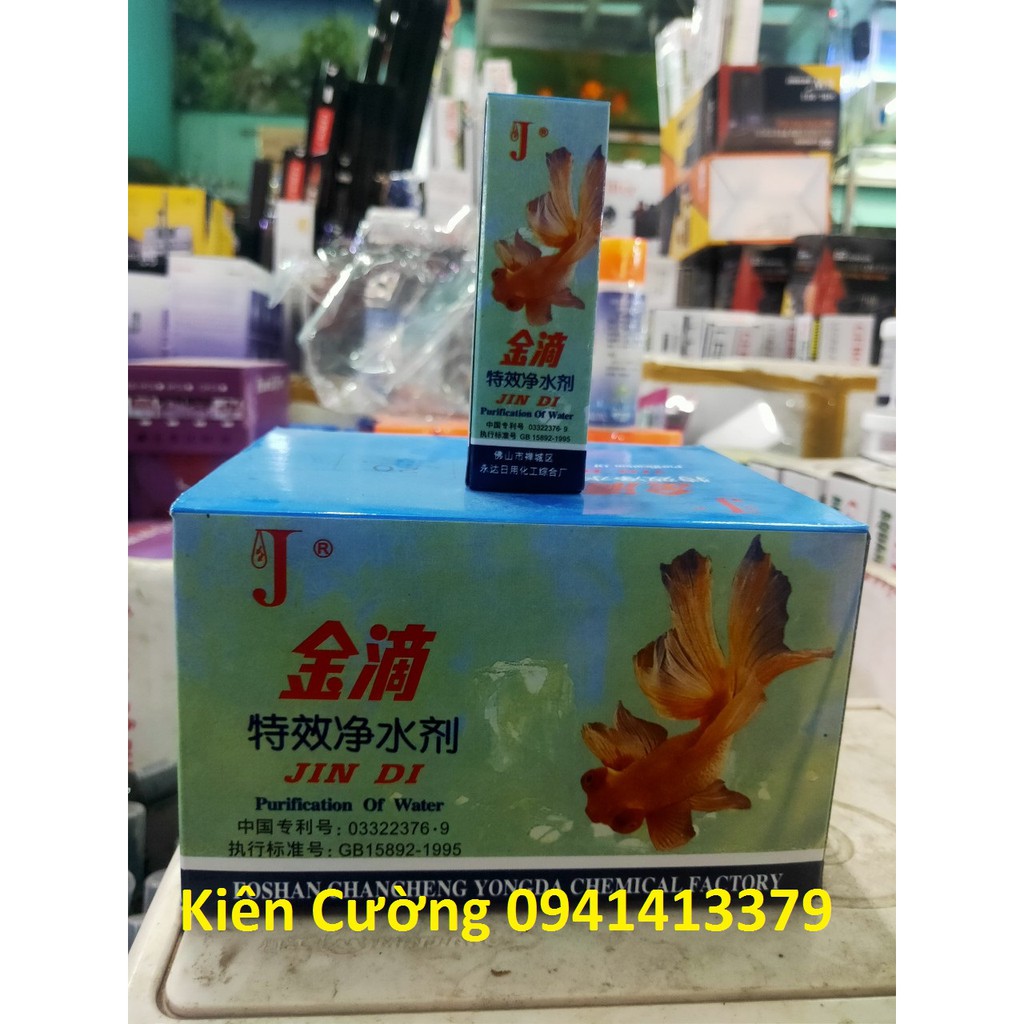 J®
金滴
特效净水剂
JIN DI
Purification Of Water
中国专利号 03322376·9
执行标准号 GB 15892-1995
佛山市禅城区
永达日用化工综合厂
J®
金滴
特效净水剂
JIN DI
Purification Of Water
中国专利号:03322376·9
执行标准号:GB15892-1995
FOSHAN CHANCHENG YONGDA CHEMICAL FACTORY
Kiên Cường 0941413379